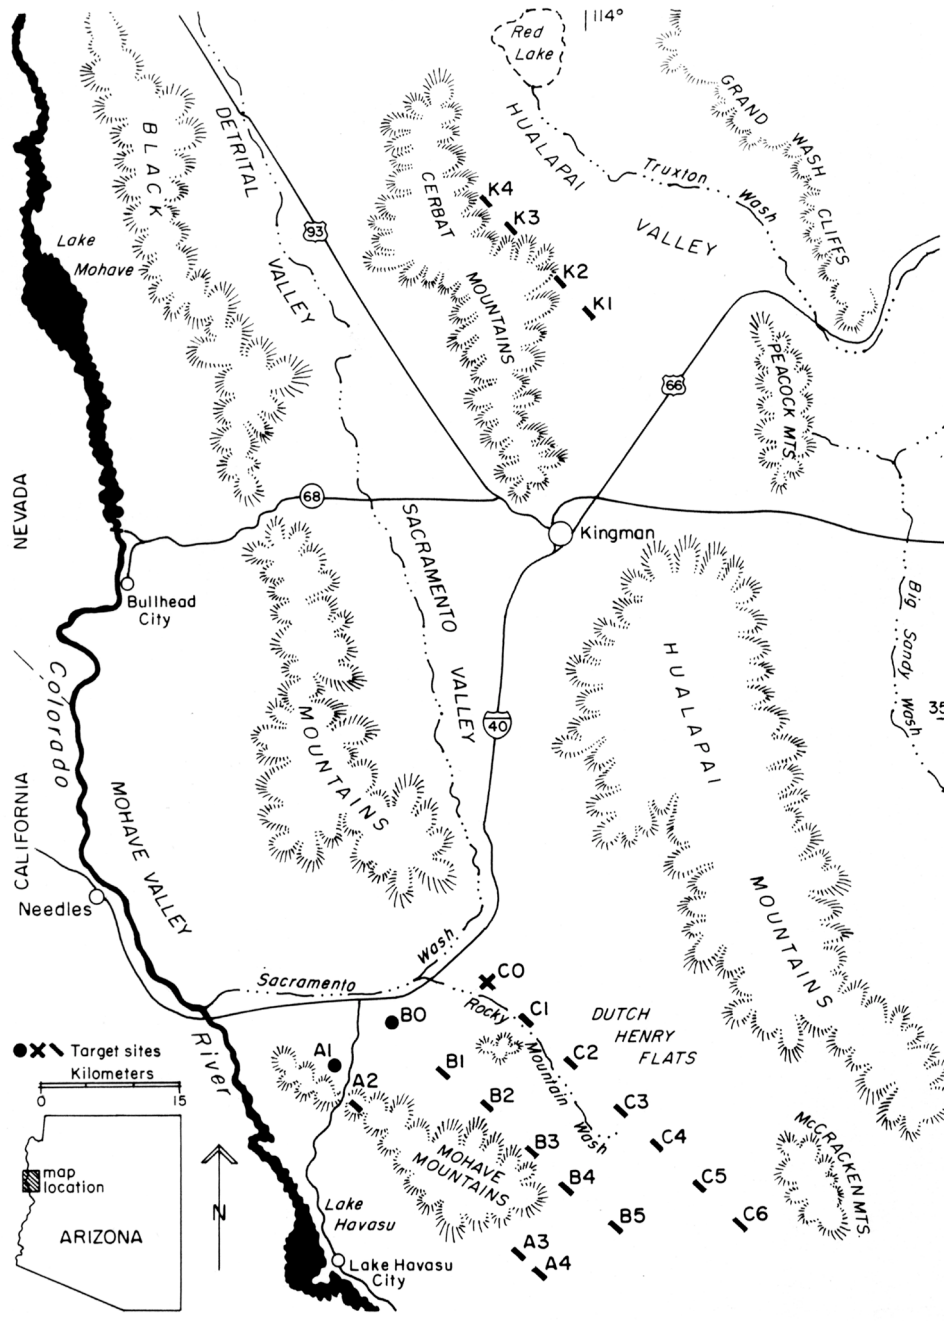 114°
Red
Lake
GRAND
WASH
CLIFFS
HUALAPAI
VALLEY
Truxton
Wash
BLACK
DETRITAL
VALLEY
CERBAT
MOUNTAINS
K4
K3
K2
K1
93
Lake
Mohave
66
PEACOCK MTS.
NEVADA
68
SACRAMENTO
VALLEY
Kingman
Bullhead
City
Big Sandy Wash
35
Colorado
MOUNTAINS
HUALAPAI
MOUNTAINS
40
CALIFORNIA
MOHAVE VALLEY
Needles
Wash
Sacramento
C0
Rocky
Mountain
Wash
C1
DUTCH
HENRY
FLATS
B0
River
A1
B1
C2
Target sites
Kilometers
0
15
A2
B2
C3
MOHAVE
MOUNTAINS
B3
C4
McCRACKEN MTS.
map
location
B4
C5
N
Lake
Havasu
B5
C6
ARIZONA
A3
A4
Lake Havasu
City